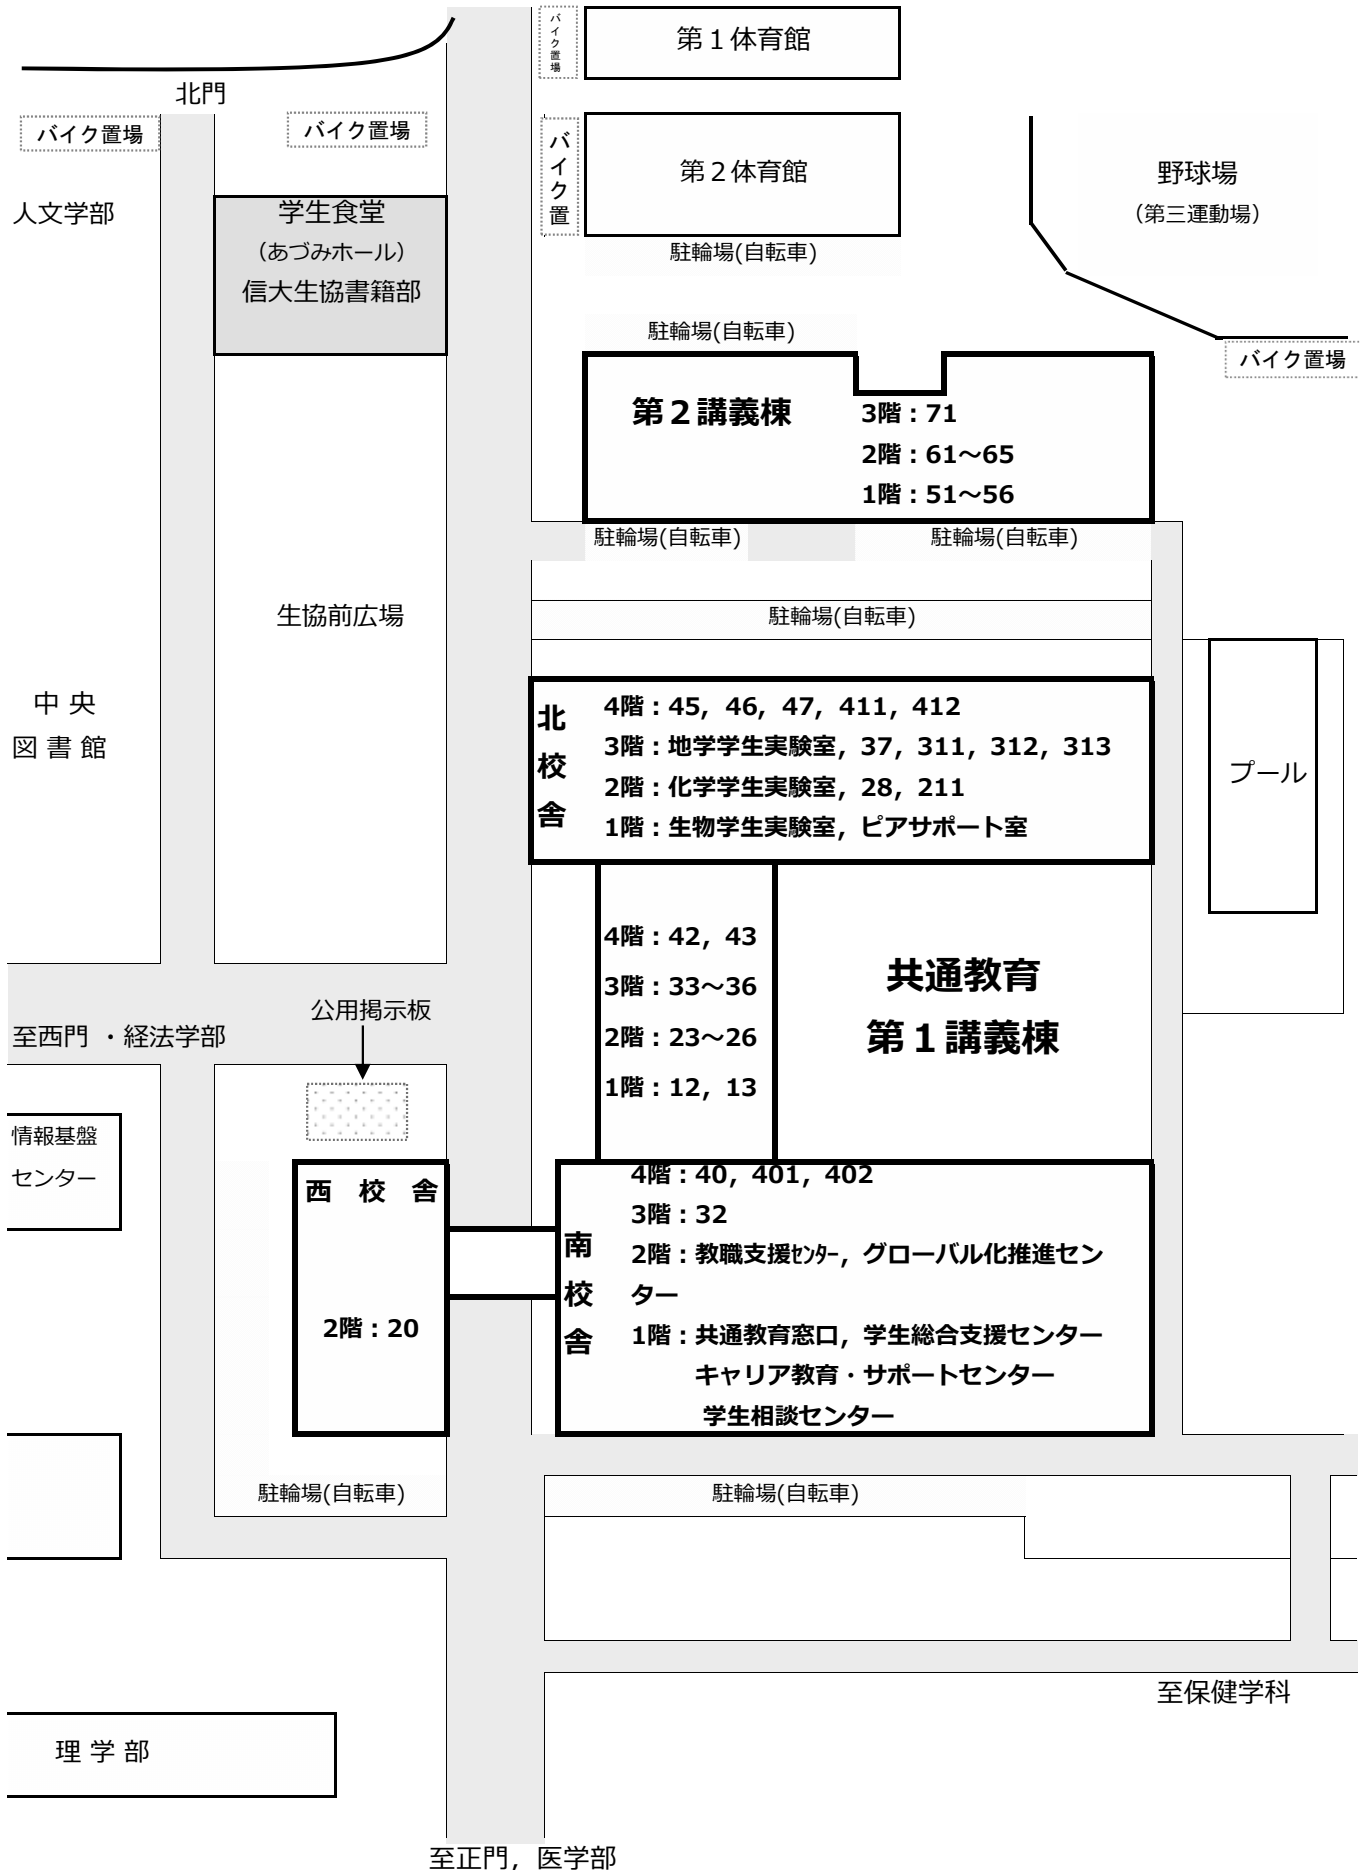 バイク置場
第１体育館
北門
バイク置場
バイク置場
バイク置
第２体育館
野球場
（第三運動場）
人文学部
学生食堂
（あづみホール）
信大生協書籍部
駐輪場(自転車)
駐輪場(自転車)
バイク置場
第２講義棟
3階：71
2階：61～65
1階：51～56
駐輪場(自転車)
駐輪場(自転車)
生協前広場
駐輪場(自転車)
中 央
図 書 館
北校舎
4階：45，46，47，411，412
3階：地学学生実験室，37，311，312，313
2階：化学学生実験室，28，211
1階：生物学生実験室，ピアサポート室
プール
4階：42，43
3階：33～36
2階：23～26
1階：12，13
共通教育
第１講義棟
公用掲示板
至西門 ・経法学部
情報基盤
センター
西 校 舎
2階：20
南校舎
4階：40，401，402
3階：32
2階：教職支援ｾﾝﾀｰ，グローバル化推進セン
ター
1階：共通教育窓口，学生総合支援センター
キャリア教育・サポートセンター
学生相談センター
駐輪場(自転車)
駐輪場(自転車)
至保健学科
理 学 部
至正門，医学部